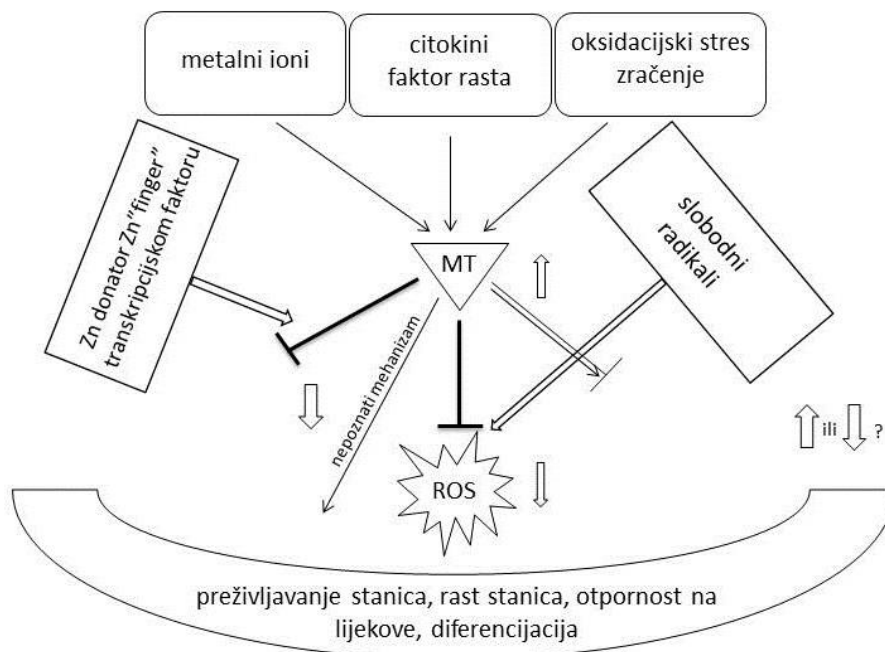 metalni ioni
citokini
faktor rasta
oksidacijski stres
zračenje
Zn donator Zn"finger"
transkripcijskom faktoru
slobodni
radikali
MT
nepoznati mehanizam
ili
?
ROS
preživljavanje stanica, rast stanica, otpornost na
lijekove, diferencijacija